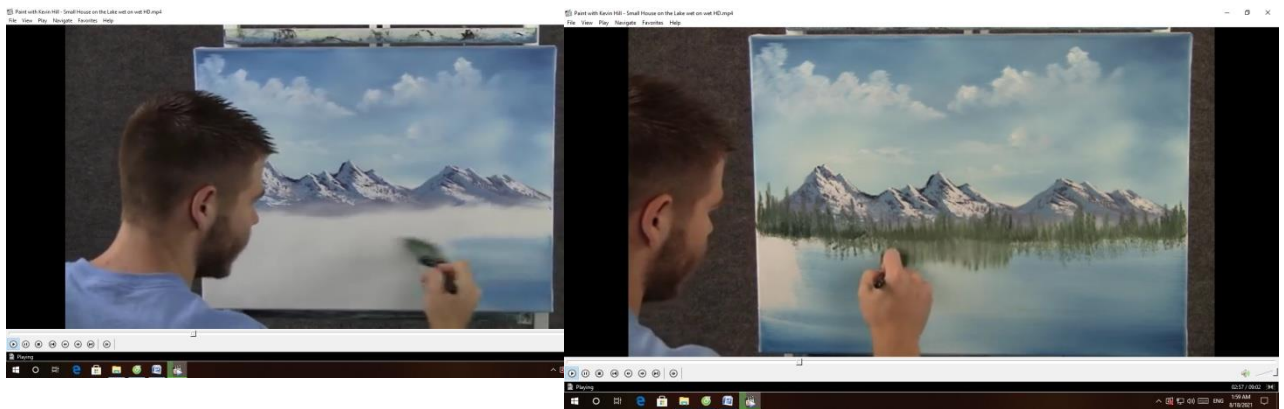 Paint with Kevin Hill - Small House on the Lake wet on wet HD.mp4
File View Play Navigate Favorites Help
Playing
Paint with Kevin Hill - Small House on the Lake wet on wet HD.mp4
File View Play Navigate Favorites Help
Playing
02:37 / 09:02
ENG
1:59 AM
8/18/2021